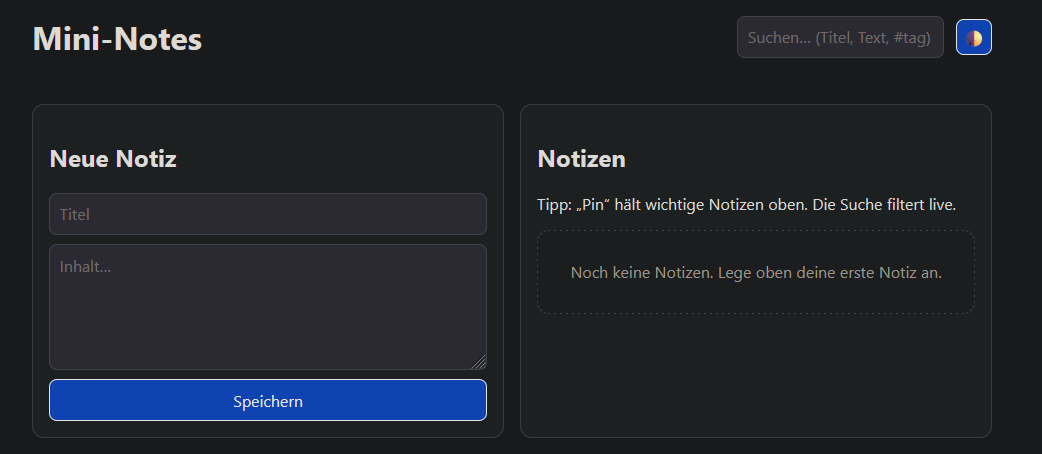 Mini-Notes
Suchen… (Titel, Text, #tag)
Neue Notiz
Titel
Inhalt…
Speichern
Notizen
Tipp: „Pin“ hält wichtige Notizen oben. Die Suche filtert live.
Noch keine Notizen. Lege oben deine erste Notiz an.